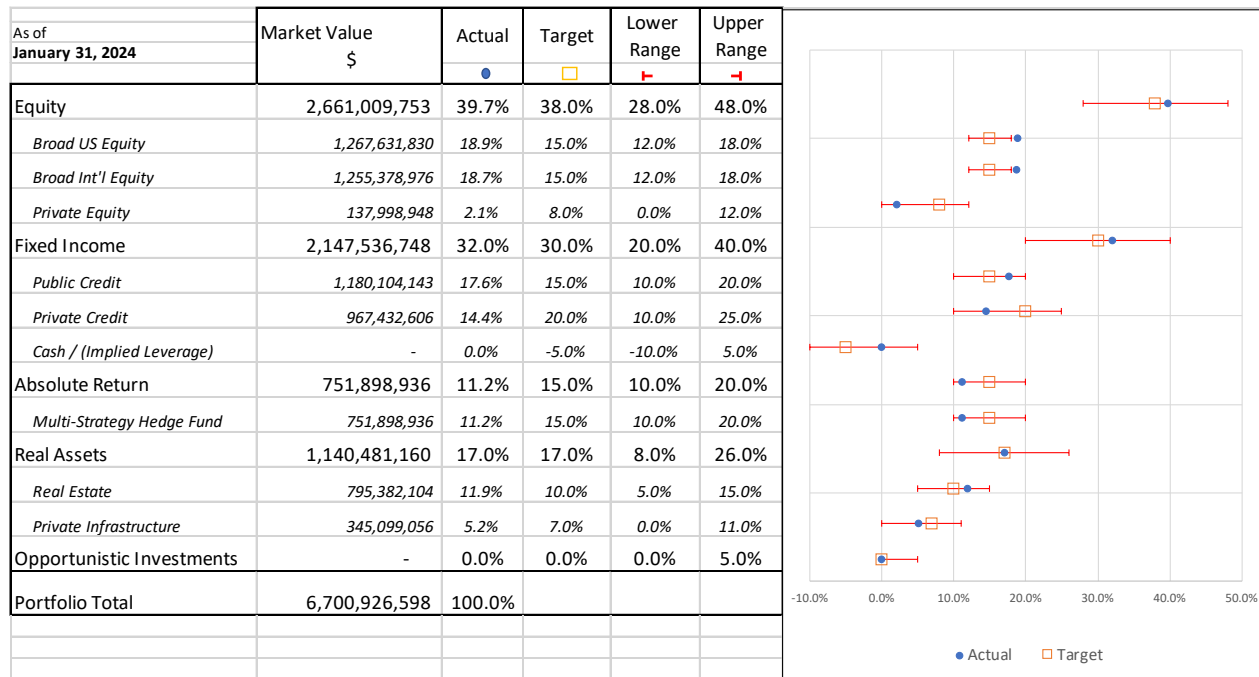 As of
January 31, 2024
Market Value
$
Actual
Target
Lower
Range
Upper
Range
Equity 2,661,009,753 39.7% 38.0% 28.0% 48.0%
Broad US Equity 1,267,631,830 18.9% 15.0% 12.0% 18.0%
Broad Int'l Equity 1,255,378,976 18.7% 15.0% 12.0% 18.0%
Private Equity 137,998,948 2.1% 8.0% 0.0% 12.0%
Fixed Income 2,147,536,748 32.0% 30.0% 20.0% 40.0%
Public Credit 1,180,104,143 17.6% 15.0% 10.0% 20.0%
Private Credit 967,432,606 14.4% 20.0% 10.0% 25.0%
Cash / (Implied Leverage) - 0.0% -5.0% -10.0% 5.0%
Absolute Return 751,898,936 11.2% 15.0% 10.0% 20.0%
Multi-Strategy Hedge Fund 751,898,936 11.2% 15.0% 10.0% 20.0%
Real Assets 1,140,481,160 17.0% 17.0% 8.0% 26.0%
Real Estate 795,382,104 11.9% 10.0% 5.0% 15.0%
Private Infrastructure 345,099,056 5.2% 7.0% 0.0% 11.0%
Opportunistic Investments - 0.0% 0.0% 0.0% 5.0%
Portfolio Total 6,700,926,598 100.0%
-10.0% 0.0% 10.0% 20.0% 30.0% 40.0% 50.0%
Actual Target